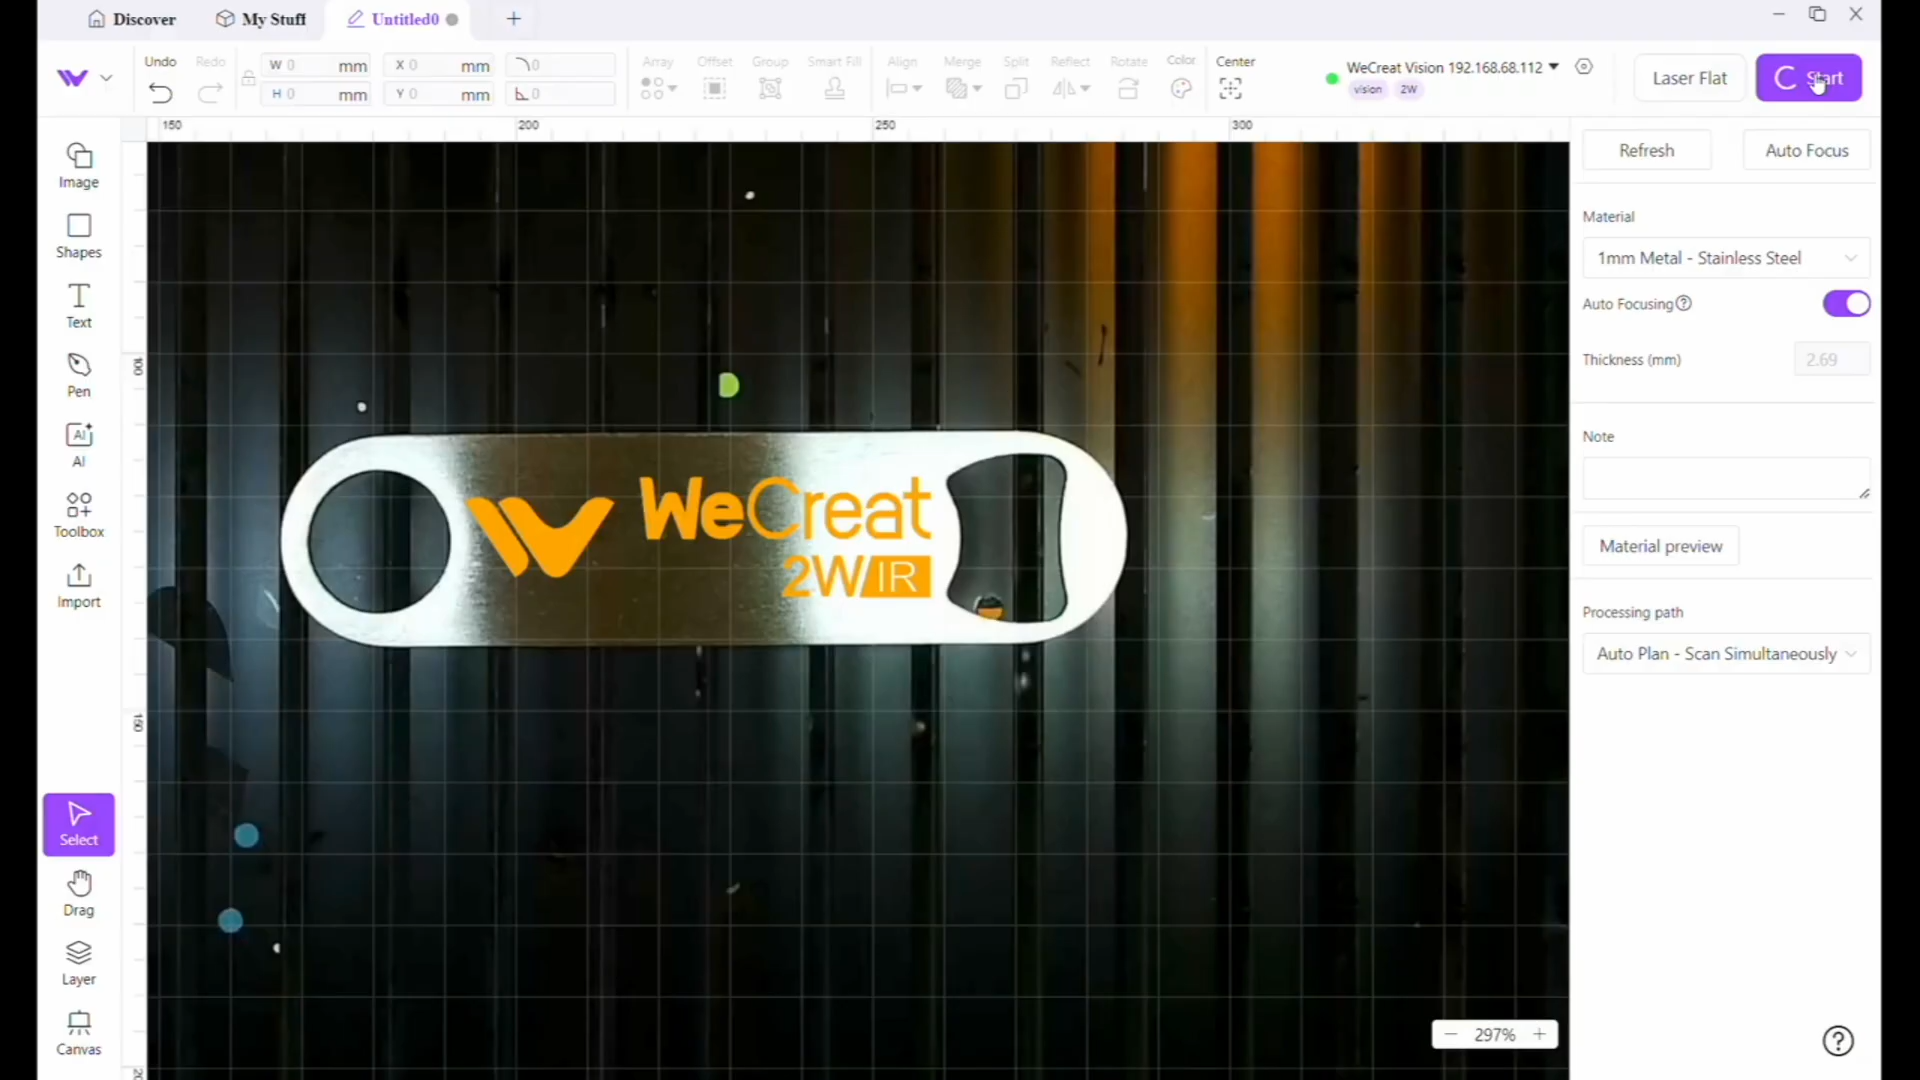 Discover
My Stuff
Untitled0
Undo
Redo
W 0 mm
X 0 mm
0
H 0 mm
Y 0 mm
0
Array
Offset
Group
Smart Fill
Align
Merge
Split
Reflect
Rotate
Color
Center
WeCreat Vision 192.168.68.112
vision
2W
Laser Flat
Start
150
200
250
300
Image
Shapes
Text
Pen
AI
AI
Toolbox
Import
Select
Drag
Layer
Canvas
100
WeCreat
2W/IR
Refresh
Auto Focus
Material
1mm Metal - Stainless Steel
Auto Focusing
Thickness (mm)
2.69
Note
Material preview
Processing path
Auto Plan - Scan Simultaneously
297%